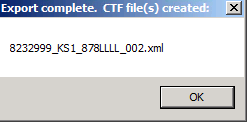 Export complete. CTF file(s) created:
8232999_KS1_878LLLL_002.xml
OK